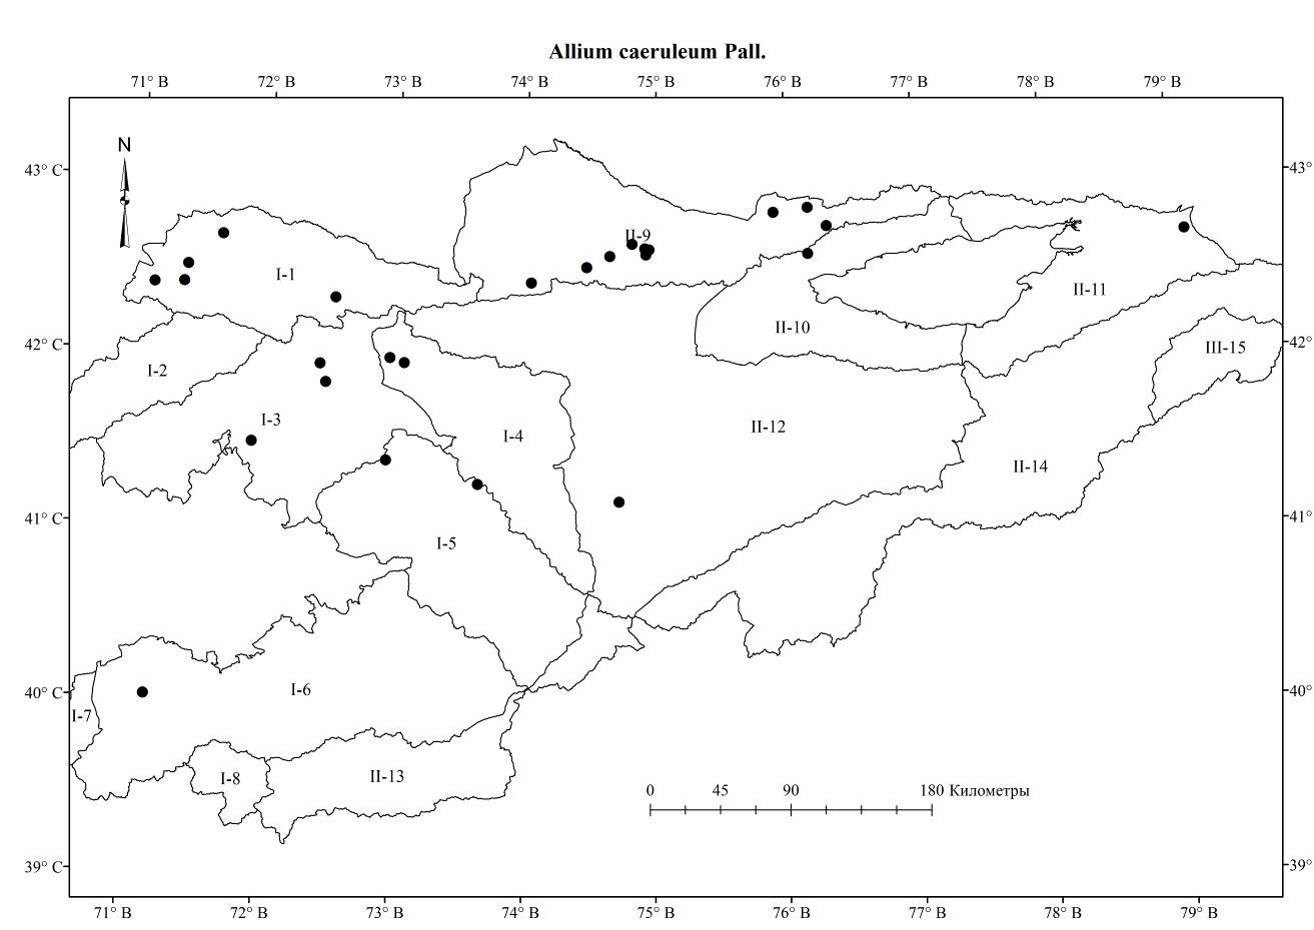 Allium caeruleum Pall.
71° В 72° В 73° В 74° В 75° В 76° В 77° В 78° В 79° В
N
43° С 43°
II-9
I-1
II-11
II-10
42° С 42°
III-15
I-2
I-3
II-12
I-4
II-14
41° С 41°
I-5
I-6
40° С 40°
I-7
I-8
II-13
0 45 90 180 Километры
39° С 39°
71° В 72° В 73° В 74° В 75° В 76° В 77° В 78° В 79° В